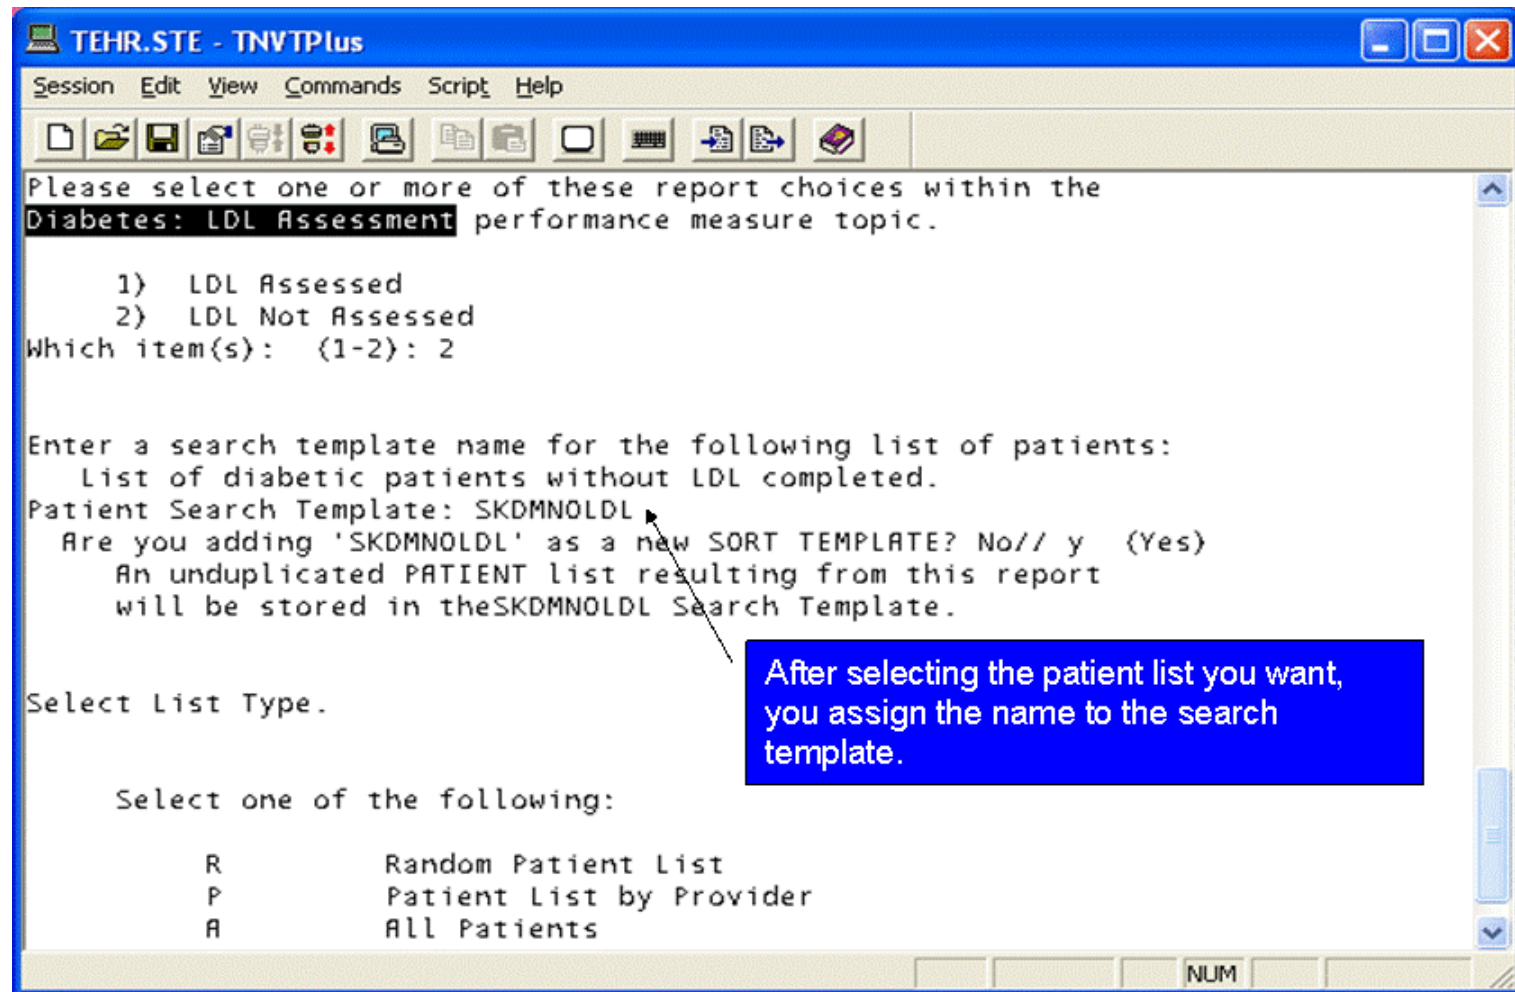 TEHR.STE - TNVTPlus
Session Edit View Commands Script Help
Please select one or more of these report choices within the
Diabetes: LDL Assessment performance measure topic.
1) LDL Assessed
2) LDL Not Assessed
Which item(s): (1-2): 2
Enter a search template name for the following list of patients:
List of diabetic patients without LDL completed.
Patient Search Template: SKDMNOLDL
Are you adding 'SKDMNOLDL' as a new SORT TEMPLATE? No// y (Yes)
An unduplicated PATIENT list resulting from this report
will be stored in theSKDMNOLDL Search Template.
After selecting the patient list you want,
you assign the name to the search
template.
Select List Type.
Select one of the following:
R Random Patient List
P Patient List by Provider
A All Patients
NUM